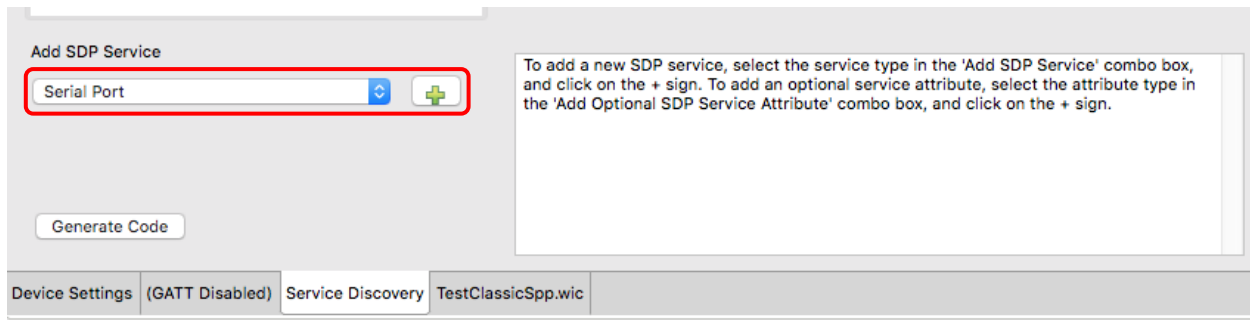 Add SDP Service
Serial Port
To add a new SDP service, select the service type in the 'Add SDP Service' combo box,
and click on the + sign. To add an optional service attribute, select the attribute type in
the 'Add Optional SDP Service Attribute' combo box, and click on the + sign.
Generate Code
Device Settings (GATT Disabled) Service Discovery TestClassicSpp.wic